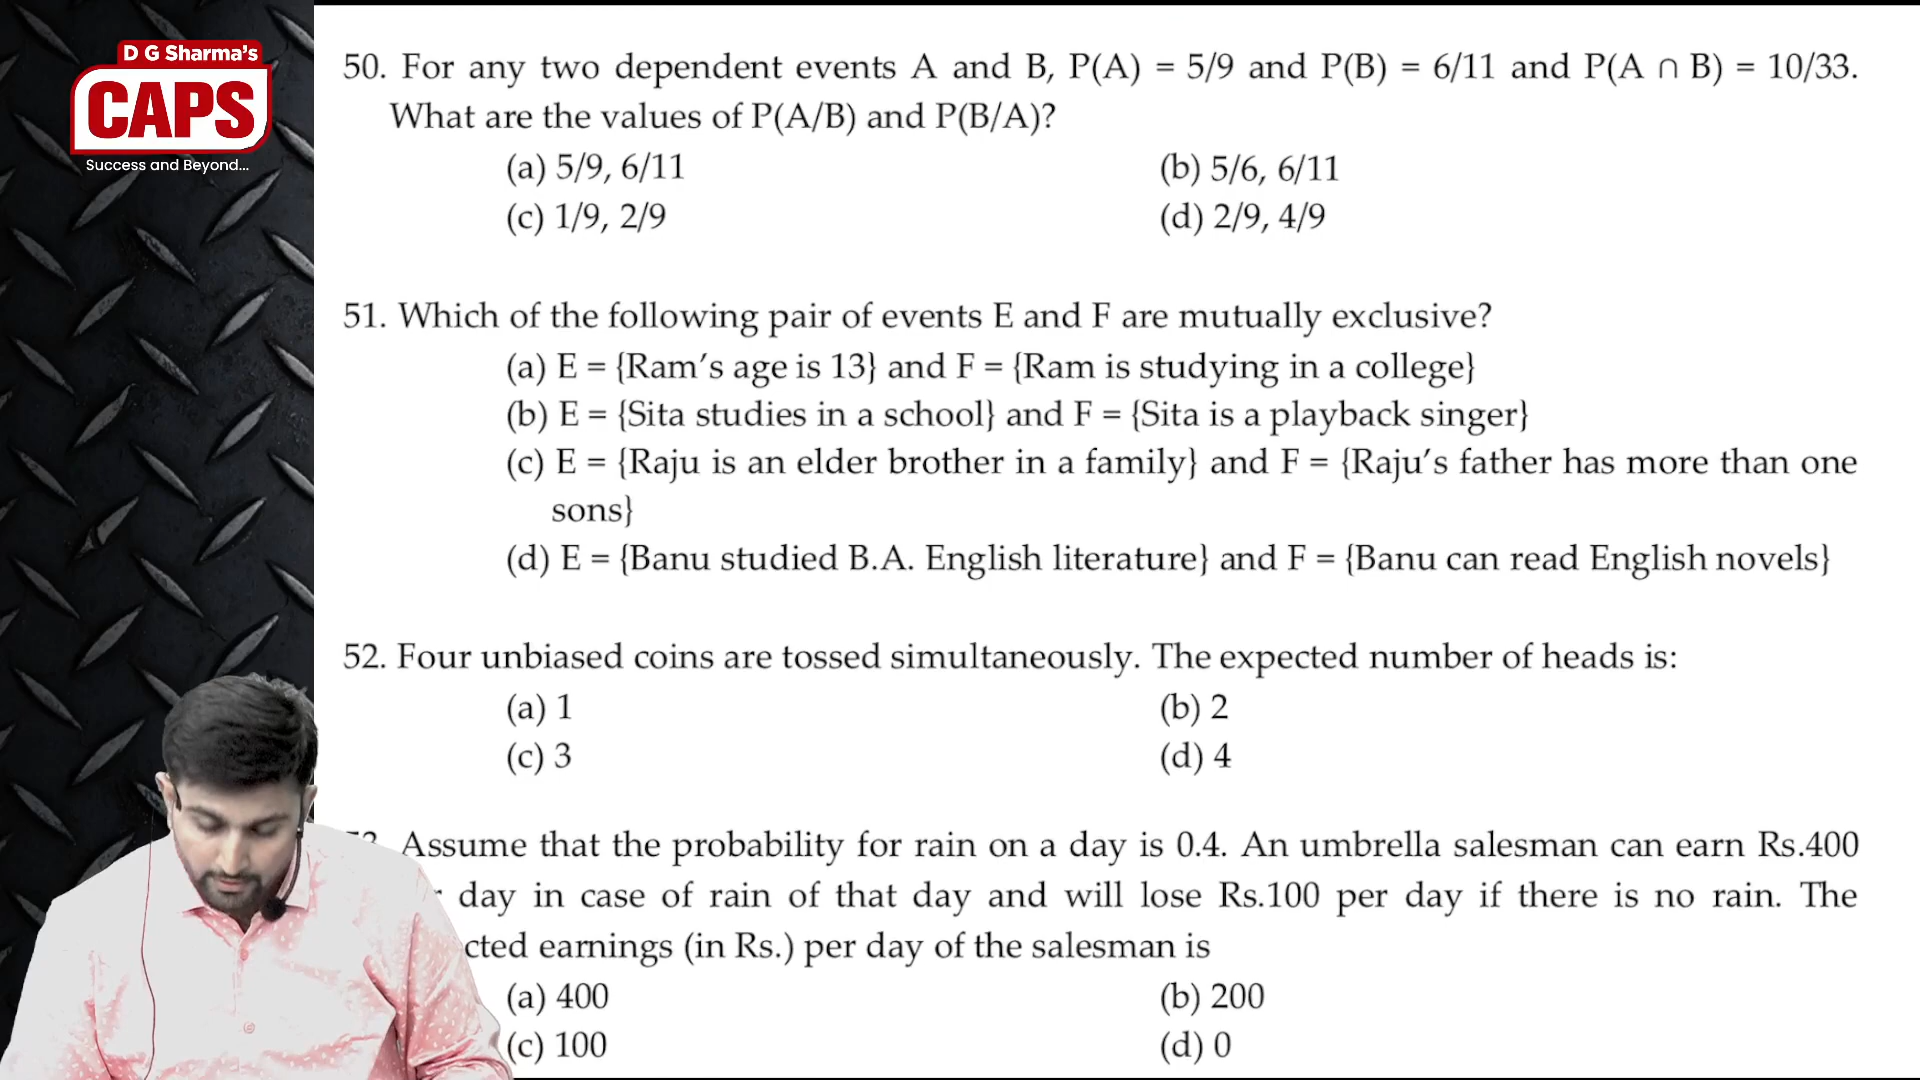 D G Sharma's
CAPS
Success and Beyond...
50. For any two dependent events A and B, P(A) = 5/9 and P(B) = 6/11 and P(A ∩ B) = 10/33.
What are the values of P(A/B) and P(B/A)?
(a) 5/9, 6/11 (b) 5/6, 6/11
(c) 1/9, 2/9 (d) 2/9, 4/9
51. Which of the following pair of events E and F are mutually exclusive?
(a) E = {Ram's age is 13} and F = {Ram is studying in a college}
(b) E = {Sita studies in a school} and F = {Sita is a playback singer}
(c) E = {Raju is an elder brother in a family} and F = {Raju's father has more than one
sons}
(d) E = {Banu studied B.A. English literature} and F = {Banu can read English novels}
52. Four unbiased coins are tossed simultaneously. The expected number of heads is:
(a) 1 (b) 2
(c) 3 (d) 4
Assume that the probability for rain on a day is 0.4. An umbrella salesman can earn Rs.400
day in case of rain of that day and will lose Rs.100 per day if there is no rain. The
cted earnings (in Rs.) per day of the salesman is
(a) 400 (b) 200
(c) 100 (d) 0